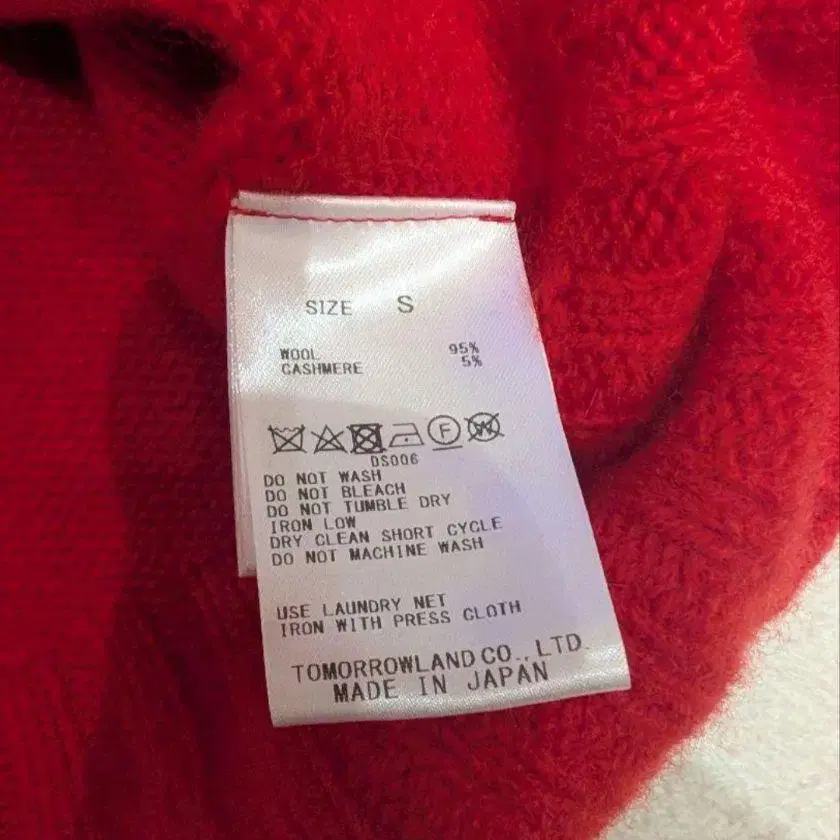 SIZE S
WOOL 95%
CASHMERE 5%
F W
DS006
DO NOT WASH
DO NOT BLEACH
DO NOT TUMBLE DRY
IRON LOW
DRY CLEAN SHORT CYCLE
DO NOT MACHINE WASH
USE LAUNDRY NET
IRON WITH PRESS CLOTH
TOMORROWLAND CO., LTD.
MADE IN JAPAN